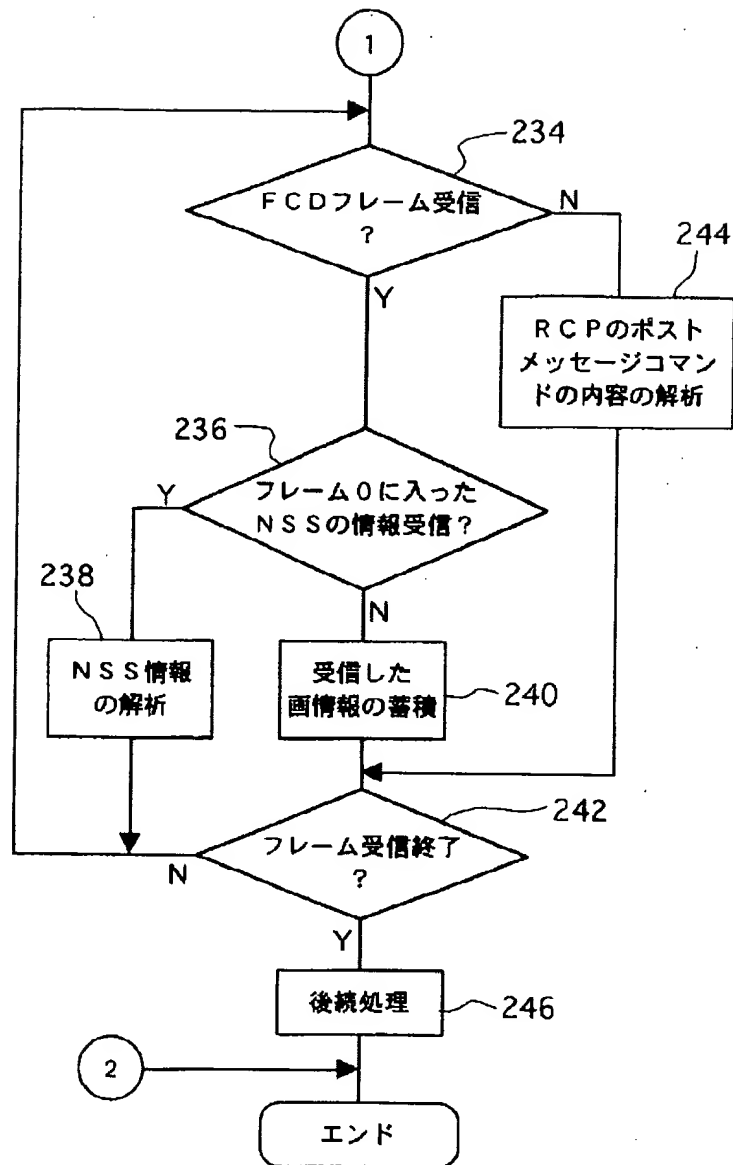 1
234
FCDフレーム受信
?
N
244
Y
RCPのポスト
メッセージコマン
ドの内容の解析
236
Y
フレーム0に入った
NSSの情報受信?
238
N
NSS情報
の解析
受信した
画情報の蓄積
240
242
フレーム受信終了
?
N
Y
後続処理
246
2
エンド